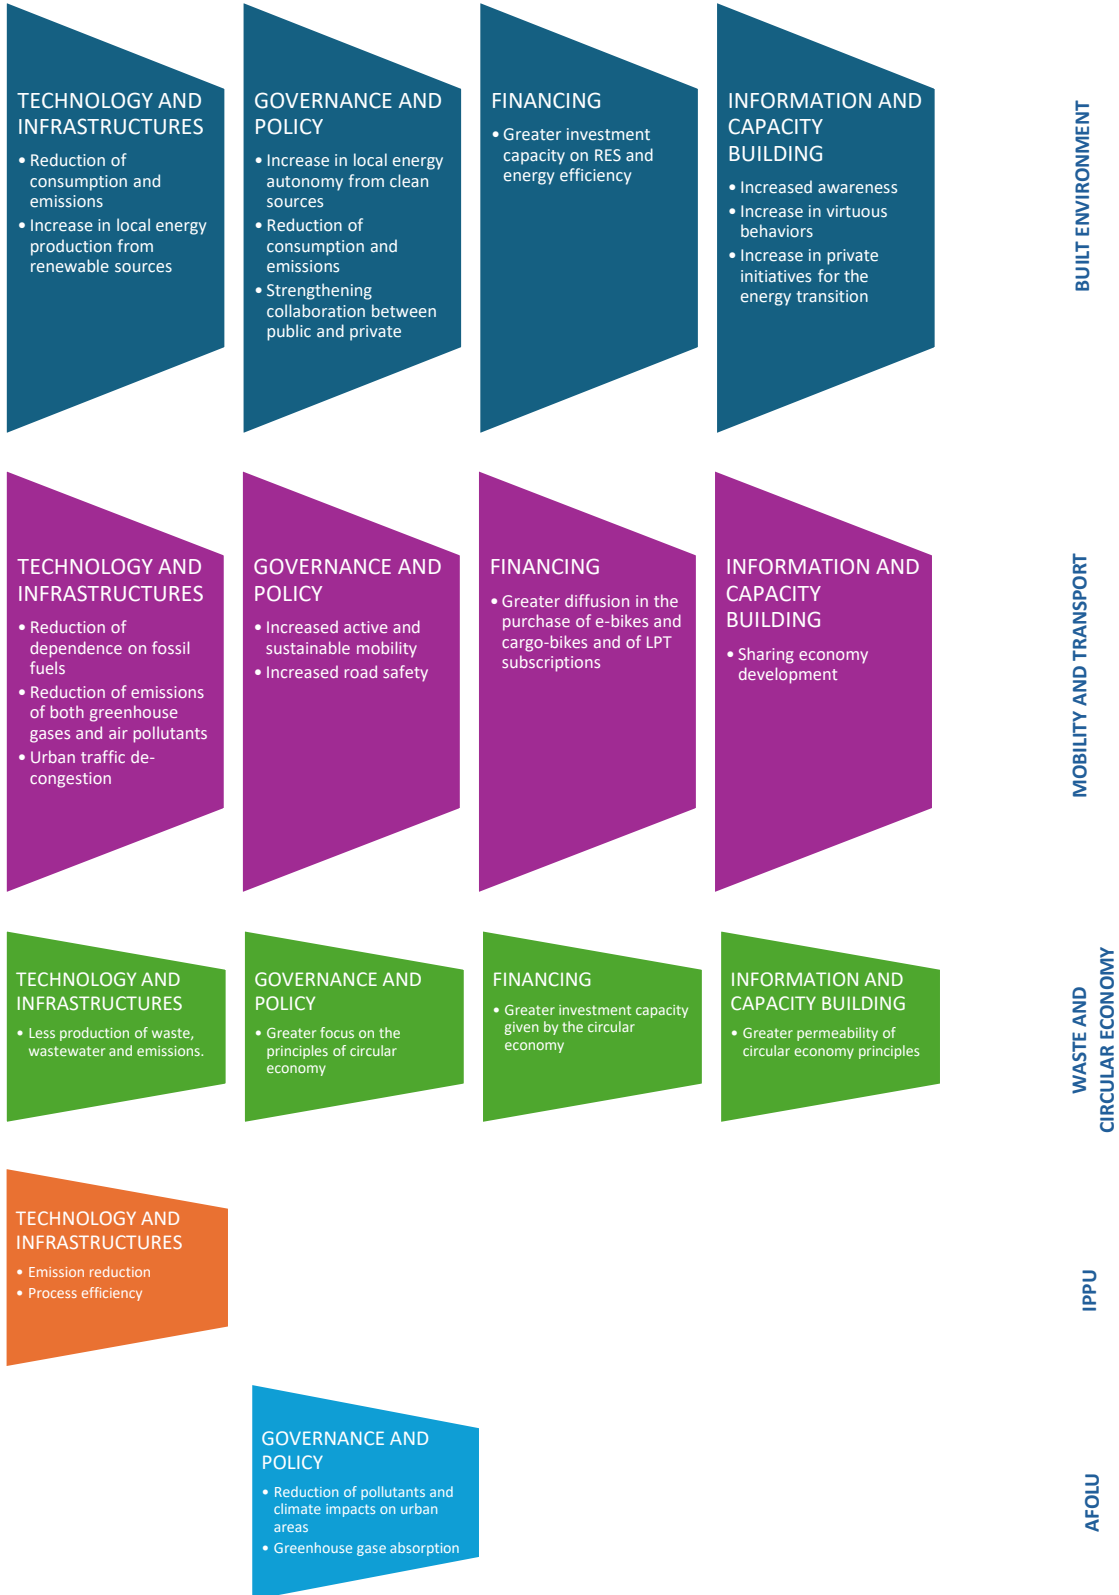 TECHNOLOGY AND
INFRASTRUCTURES
• Reduction of
consumption and
emissions
• Increase in local energy
production from
renewable sources
GOVERNANCE AND
POLICY
• Increase in local energy
autonomy from clean
sources
• Reduction of
consumption and
emissions
• Strengthening
collaboration between
public and private
FINANCING
• Greater investment
capacity on RES and
energy efficiency
INFORMATION AND
CAPACITY
BUILDING
• Increased awareness
• Increase in virtuous
behaviors
• Increase in private
initiatives for the
energy transition
BUILT ENVIRONMENT
TECHNOLOGY AND
INFRASTRUCTURES
• Reduction of
dependence on fossil
fuels
• Reduction of emissions
of both greenhouse
gases and air pollutants
• Urban traffic de-
congestion
GOVERNANCE AND
POLICY
• Increased active and
sustainable mobility
• Increased road safety
FINANCING
• Greater diffusion in the
purchase of e-bikes and
cargo-bikes and of LPT
subscriptions
INFORMATION AND
CAPACITY
BUILDING
• Sharing economy
development
MOBILITY AND TRANSPORT
TECHNOLOGY AND
INFRASTRUCTURES
• Less production of waste,
wastewater and emissions.
GOVERNANCE AND
POLICY
• Greater focus on the
principles of circular
economy
FINANCING
• Greater investment capacity
given by the circular
economy
INFORMATION AND
CAPACITY BUILDING
• Greater permeability of
circular economy principles
WASTE AND
CIRCULAR ECONOMY
TECHNOLOGY AND
INFRASTRUCTURES
• Emission reduction
• Process efficiency
IPPU
GOVERNANCE AND
POLICY
• Reduction of pollutants and
climate impacts on urban
areas
• Greenhouse gase absorption
AFOLU